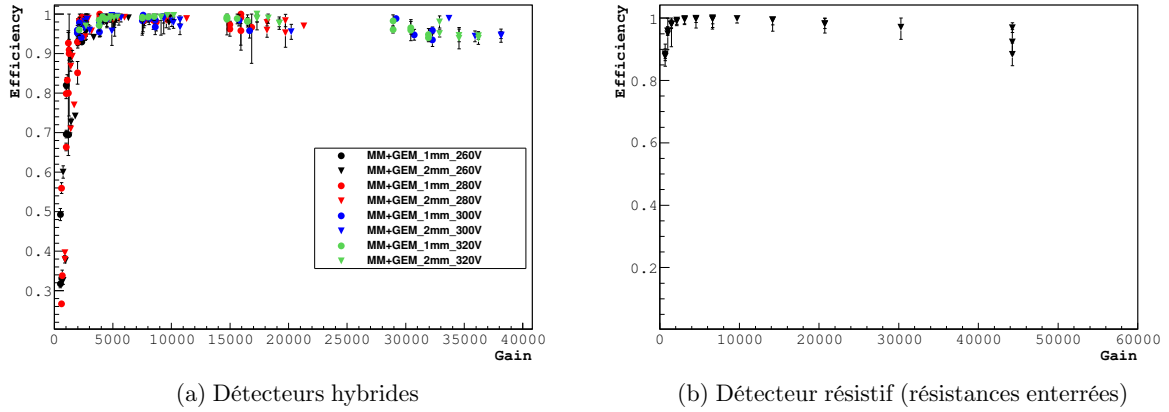 Efficiency
1
0.9
0.8
0.7
0.6
0.5
0.4
0.3
0 5000 10000 15000 20000 25000 30000 35000 40000
Gain
MM+GEM_1mm_260V
MM+GEM_2mm_260V
MM+GEM_1mm_280V
MM+GEM_2mm_280V
MM+GEM_1mm_300V
MM+GEM_2mm_300V
MM+GEM_1mm_320V
MM+GEM_2mm_320V
(a) Détecteurs hybrides
Efficiency
1
0.8
0.6
0.4
0.2
0 10000 20000 30000 40000 50000 60000
Gain
(b) Détecteur résistif (résistances enterrées)